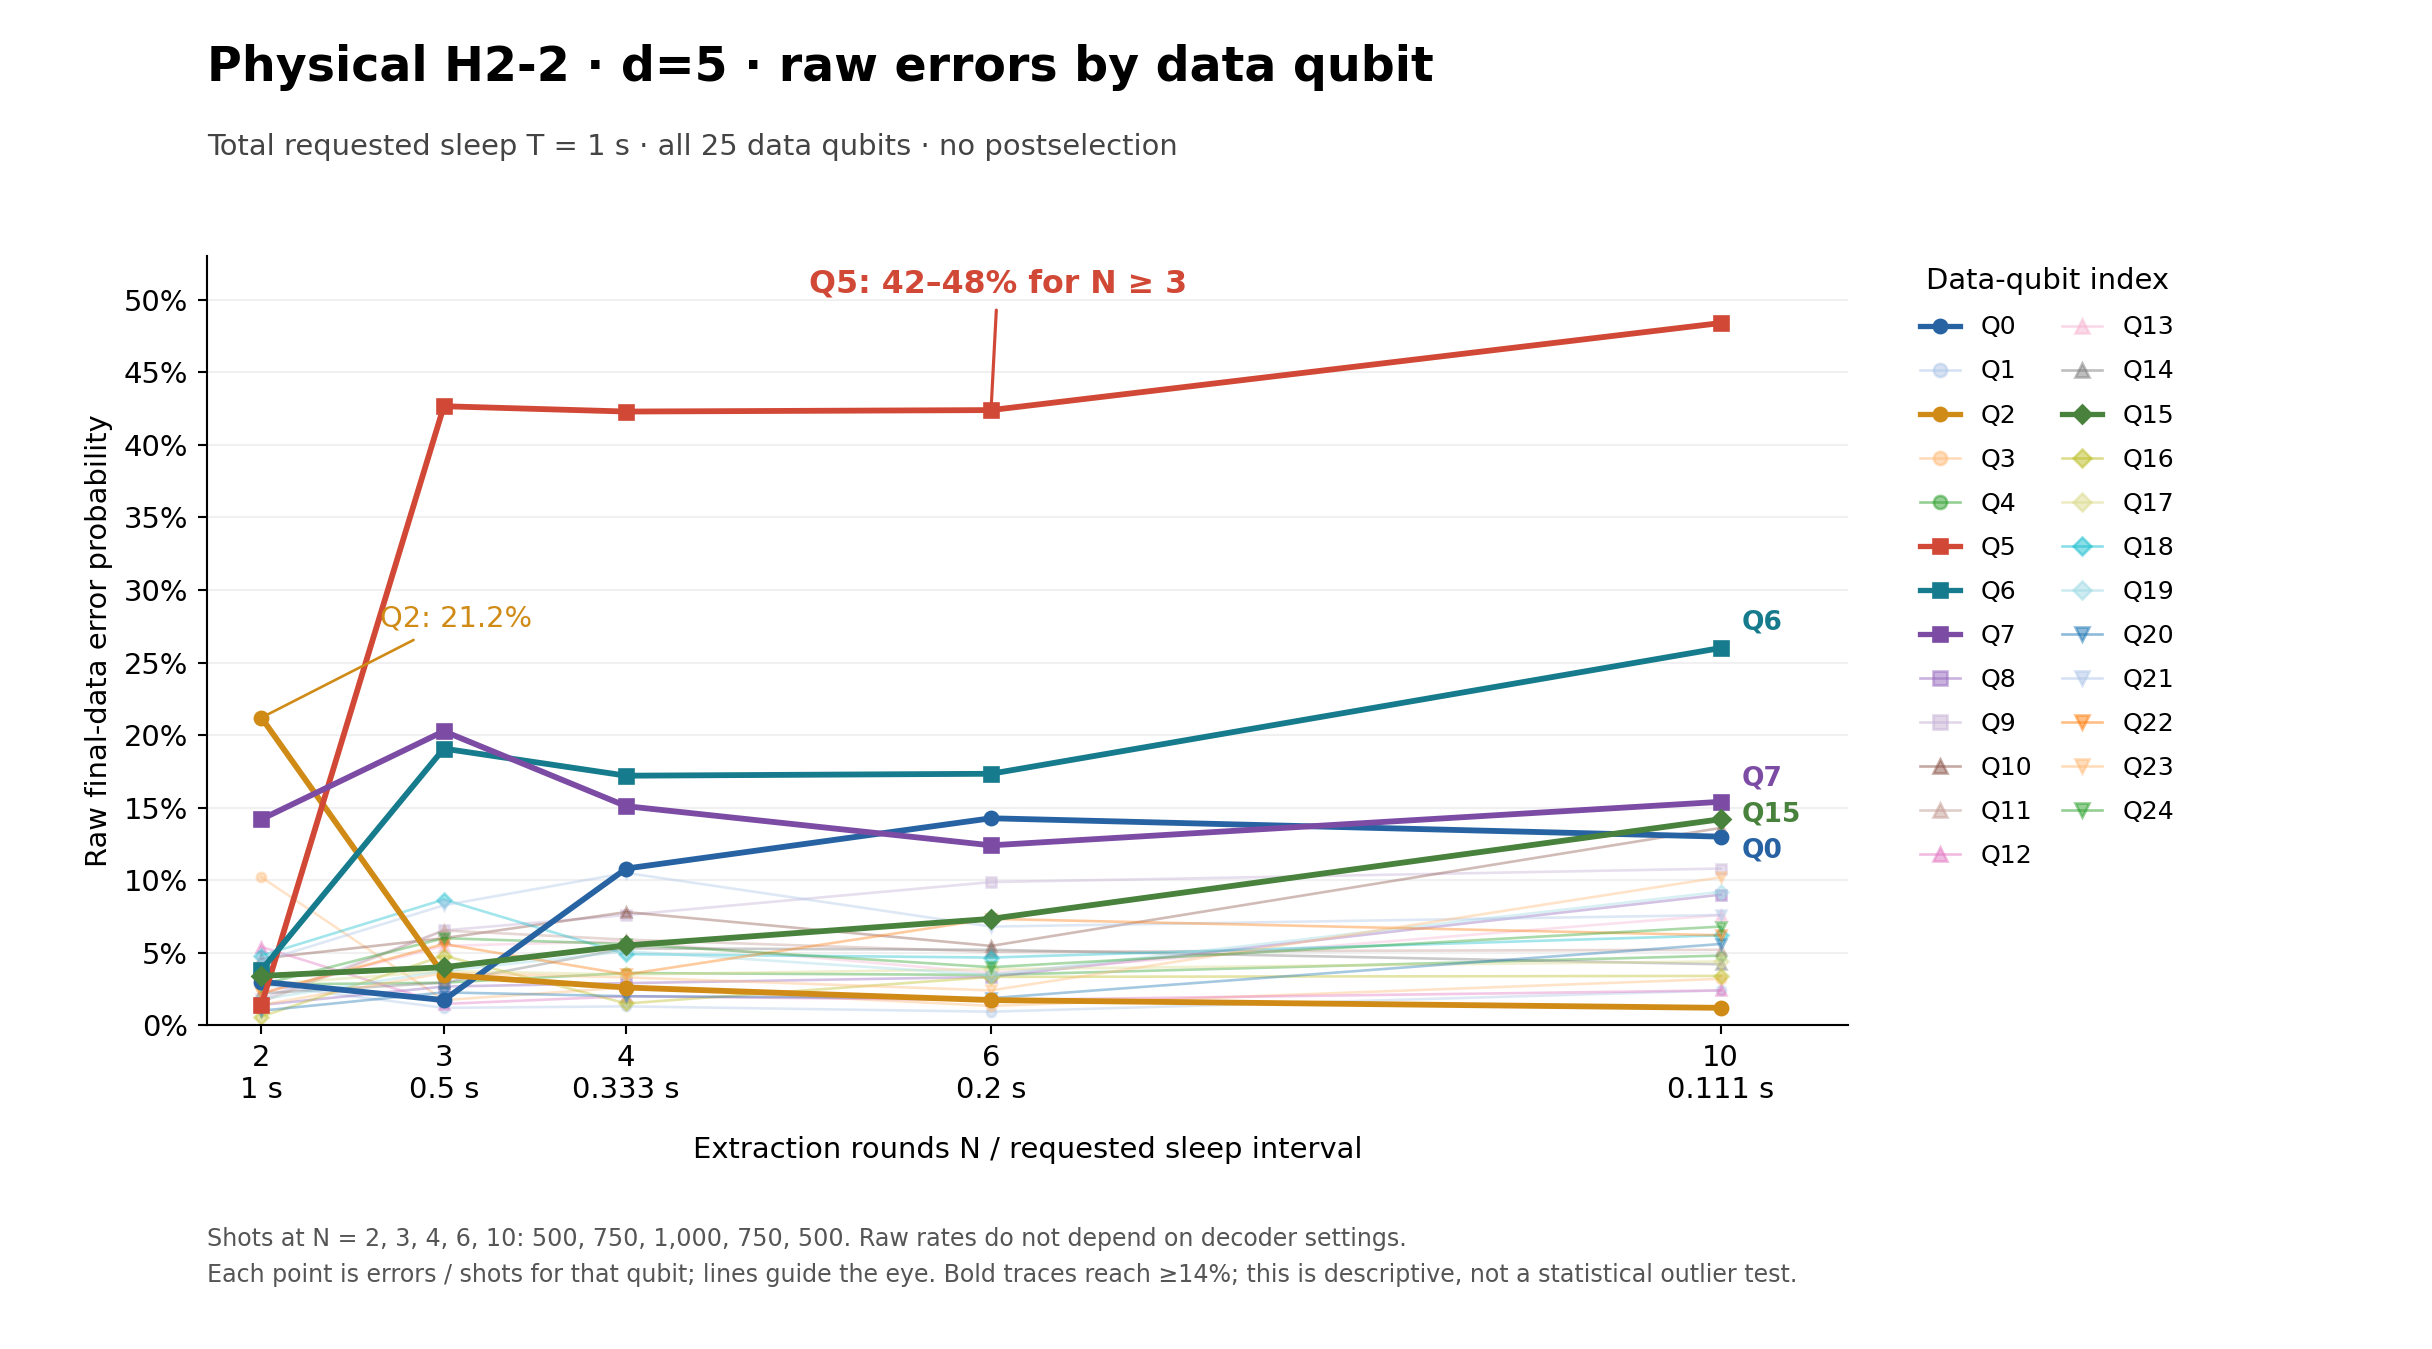 Physical H2-2 · d=5 · raw errors by data qubit
Total requested sleep T = 1 s · all 25 data qubits · no postselection
Q5: 42–48% for N ≥ 3
Q2: 21.2%
Q6
Q7
Q15
Q0
Raw final-data error probability
50%
45%
40%
35%
30%
25%
20%
15%
10%
5%
0%
2
1 s
3
0.5 s
4
0.333 s
6
0.2 s
10
0.111 s
Extraction rounds N / requested sleep interval
Data-qubit index
Q0
Q1
Q2
Q3
Q4
Q5
Q6
Q7
Q8
Q9
Q10
Q11
Q12
Q13
Q14
Q15
Q16
Q17
Q18
Q19
Q20
Q21
Q22
Q23
Q24
Shots at N = 2, 3, 4, 6, 10: 500, 750, 1,000, 750, 500. Raw rates do not depend on decoder settings.
Each point is errors / shots for that qubit; lines guide the eye. Bold traces reach ≥14%; this is descriptive, not a statistical outlier test.